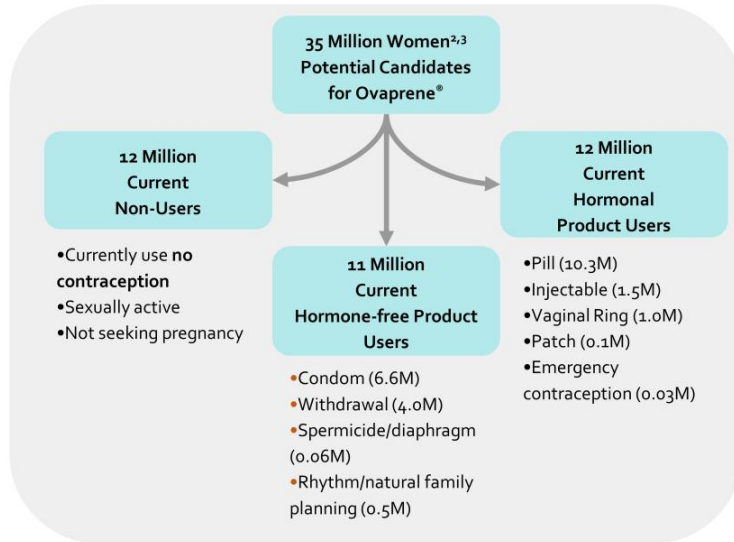 35 Million Women²,³
Potential Candidates
for Ovaprene®
12 Million
Current
Non-Users
•Currently use no
contraception
•Sexually active
•Not seeking pregnancy
11 Million
Current
Hormone-free Product
Users
•Condom (6.6M)
•Withdrawal (4.0M)
•Spermicide/diaphragm
(0.06M)
•Rhythm/natural family
planning (0.5M)
12 Million
Current
Hormonal
Product Users
•Pill (10.3M)
•Injectable (1.5M)
•Vaginal Ring (1.0M)
•Patch (0.1M)
•Emergency
contraception (0.03M)